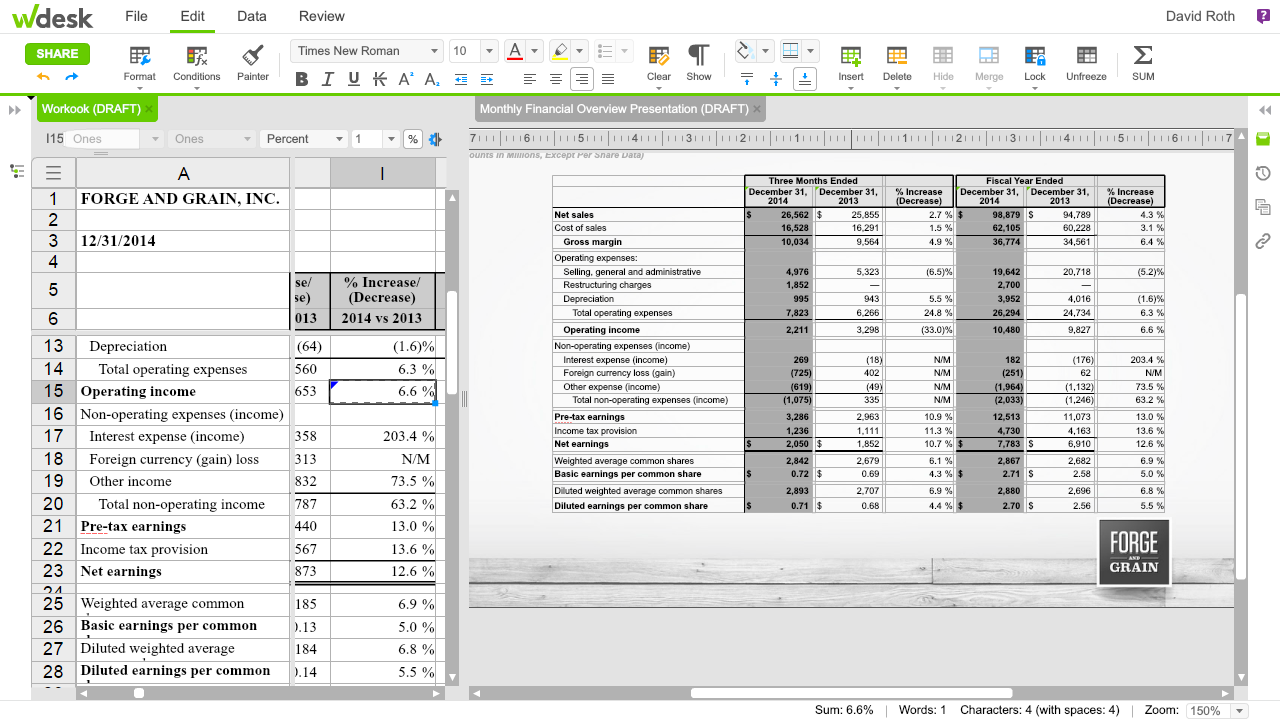 wdesk File Edit Data Review David Roth ?
SHARE Times New Roman 10
Format Conditions Painter B I U K A A Clear Show Insert Delete Hide Merge Lock Unfreeze SUM
Workook (DRAFT) ×
Monthly Financial Overview Presentation (DRAFT) ×
I15 Ones Ones Percent 1 %
7 6 5 4 3 2 1 1 2 3 4 5 6 7
A I
1 FORGE AND GRAIN, INC.
2
3 12/31/2014
4
5 se/ % Increase/
se) (Decrease)
6 013 2014 vs 2013
13 Depreciation (64) (1.6)%
14 Total operating expenses 560 6.3 %
15 Operating income 653 6.6 %
16 Non-operating expenses (income)
17 Interest expense (income) 358 203.4 %
18 Foreign currency (gain) loss 313 N/M
19 Other income 832 73.5 %
20 Total non-operating income 787 63.2 %
21 Pre-tax earnings 440 13.0 %
22 Income tax provision 567 13.6 %
23 Net earnings 873 12.6 %
24
25 Weighted average common 185 6.9 %
26 Basic earnings per common ).13 5.0 %
27 Diluted weighted average 184 6.8 %
28 Diluted earnings per common ).14 5.5 %
ounts in Millions, Except Per Share Data)
Three Months Ended Fiscal Year Ended
December 31, December 31, % Increase December 31, December 31, % Increase
2014 2013 (Decrease) 2014 2013 (Decrease)
Net sales $ 26,562 $ 25,855 2.7 % $ 98,879 $ 94,789 4.3 %
Cost of sales 16,528 16,291 1.5 % 62,105 60,228 3.1 %
Gross margin 10,034 9,564 4.9 % 36,774 34,561 6.4 %
Operating expenses:
Selling, general and administrative 4,976 5,323 (6.5)% 19,642 20,718 (5.2)%
Restructuring charges 1,852 — 2,700 —
Depreciation 995 943 5.5 % 3,952 4,016 (1.6)%
Total operating expenses 7,823 6,266 24.8 % 26,294 24,734 6.3 %
Operating income 2,211 3,298 (33.0)% 10,480 9,827 6.6 %
Non-operating expenses (income)
Interest expense (income) 269 (18) N/M 182 (176) 203.4 %
Foreign currency loss (gain) (725) 402 N/M (251) 62 N/M
Other expense (income) (619) (49) N/M (1,964) (1,132) 73.5 %
Total non-operating expenses (income) (1,075) 335 N/M (2,033) (1,246) 63.2 %
Pre-tax earnings 3,286 2,963 10.9 % 12,513 11,073 13.0 %
Income tax provision 1,236 1,111 11.3 % 4,730 4,163 13.6 %
Net earnings $ 2,050 $ 1,852 10.7 % $ 7,783 $ 6,910 12.6 %
Weighted average common shares 2,842 2,679 6.1 % 2,867 2,682 6.9 %
Basic earnings per common share $ 0.72 $ 0.69 4.3 % $ 2.71 $ 2.58 5.0 %
Diluted weighted average common shares 2,893 2,707 6.9 % 2,880 2,696 6.8 %
Diluted earnings per common share $ 0.71 $ 0.68 4.4 % $ 2.70 $ 2.56 5.5 %
FORGE
AND
GRAIN
Sum: 6.6% Words: 1 Characters: 4 (with spaces: 4) Zoom: 150%